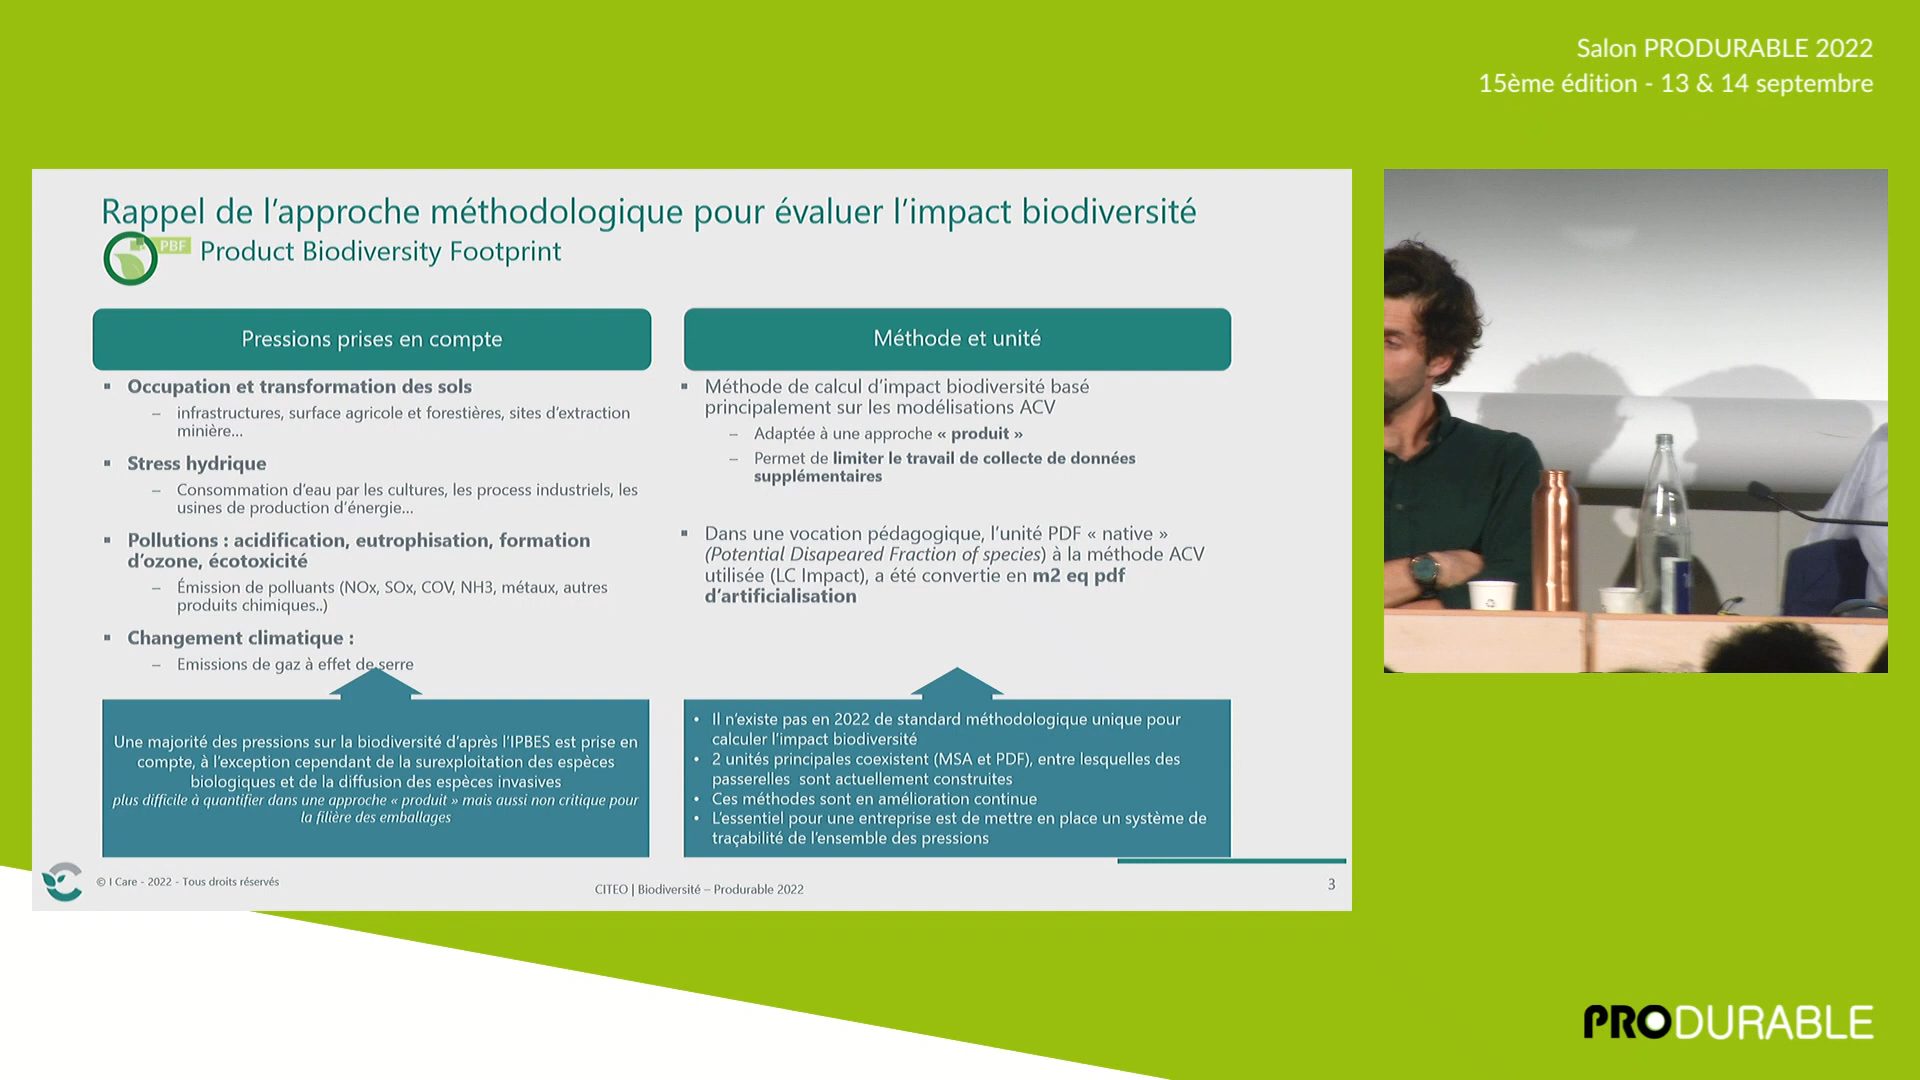 Salon PRODURABLE 2022
15ème édition - 13 & 14 septembre
Rappel de l’approche méthodologique pour évaluer l’impact biodiversité
PBF
Product Biodiversity Footprint
Pressions prises en compte
▪ Occupation et transformation des sols
– infrastructures, surface agricole et forestières, sites d’extraction
minière...
▪ Stress hydrique
– Consommation d’eau par les cultures, les process industriels, les
usines de production d’énergie...
▪ Pollutions : acidification, eutrophisation, formation
d’ozone, écotoxicité
– Émission de polluants (NOx, SOx, COV, NH3, métaux, autres
produits chimiques..)
▪ Changement climatique :
– Emissions de gaz à effet de serre
Une majorité des pressions sur la biodiversité d’après l’IPBES est prise en
compte, à l’exception cependant de la surexploitation des espèces
biologiques et de la diffusion des espèces invasives
plus difficile à quantifier dans une approche « produit » mais aussi non critique pour
la filière des emballages
Méthode et unité
▪ Méthode de calcul d’impact biodiversité basé
principalement sur les modélisations ACV
– Adaptée à une approche « produit »
– Permet de limiter le travail de collecte de données
supplémentaires
▪ Dans une vocation pédagogique, l’unité PDF « native »
(Potential Disapeared Fraction of species) à la méthode ACV
utilisée (LC Impact), a été convertie en m2 eq pdf
d’artificialisation
• Il n’existe pas en 2022 de standard méthodologique unique pour
calculer l’impact biodiversité
• 2 unités principales coexistent (MSA et PDF), entre lesquelles des
passerelles sont actuellement construites
• Ces méthodes sont en amélioration continue
• L’essentiel pour une entreprise est de mettre en place un système de
traçabilité de l’ensemble des pressions
© I Care - 2022 - Tous droits réservés
CITEO | Biodiversité – Produrable 2022
3
PRODURABLE